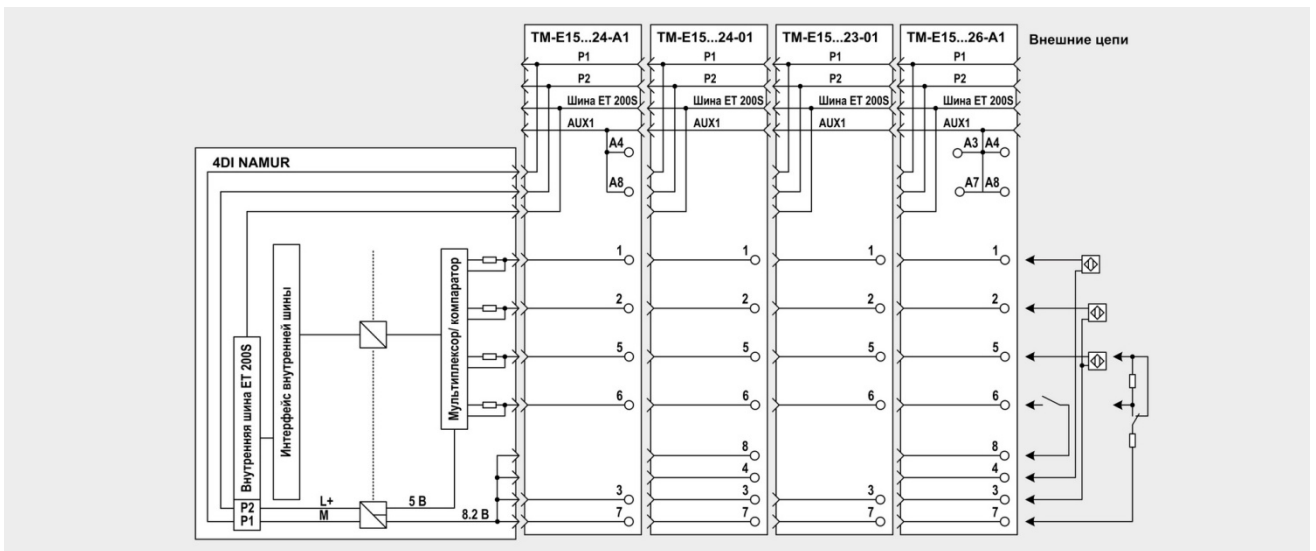 TM-E15...24-A1 TM-E15...24-01 TM-E15...23-01 TM-E15...26-A1 Внешние цепи
P1 P1 P1 P1
P2 P2 P2 P2
Шина ET 200S Шина ET 200S Шина ET 200S Шина ET 200S
AUX1 AUX1 AUX1 AUX1
A4 A3 A4
4DI NAMUR
A8 A7 A8
1 1 1 1
2 2 2 2
5 5 5 5
6 6 6 6
8 8
4 4
3 3 3 3
7 7 7 7
Внутренняя шина ET 200S
Интерфейс внутренней шины
Мультиплексор/ компаратор
P2 L+ 5 В
P1 M 8.2 В